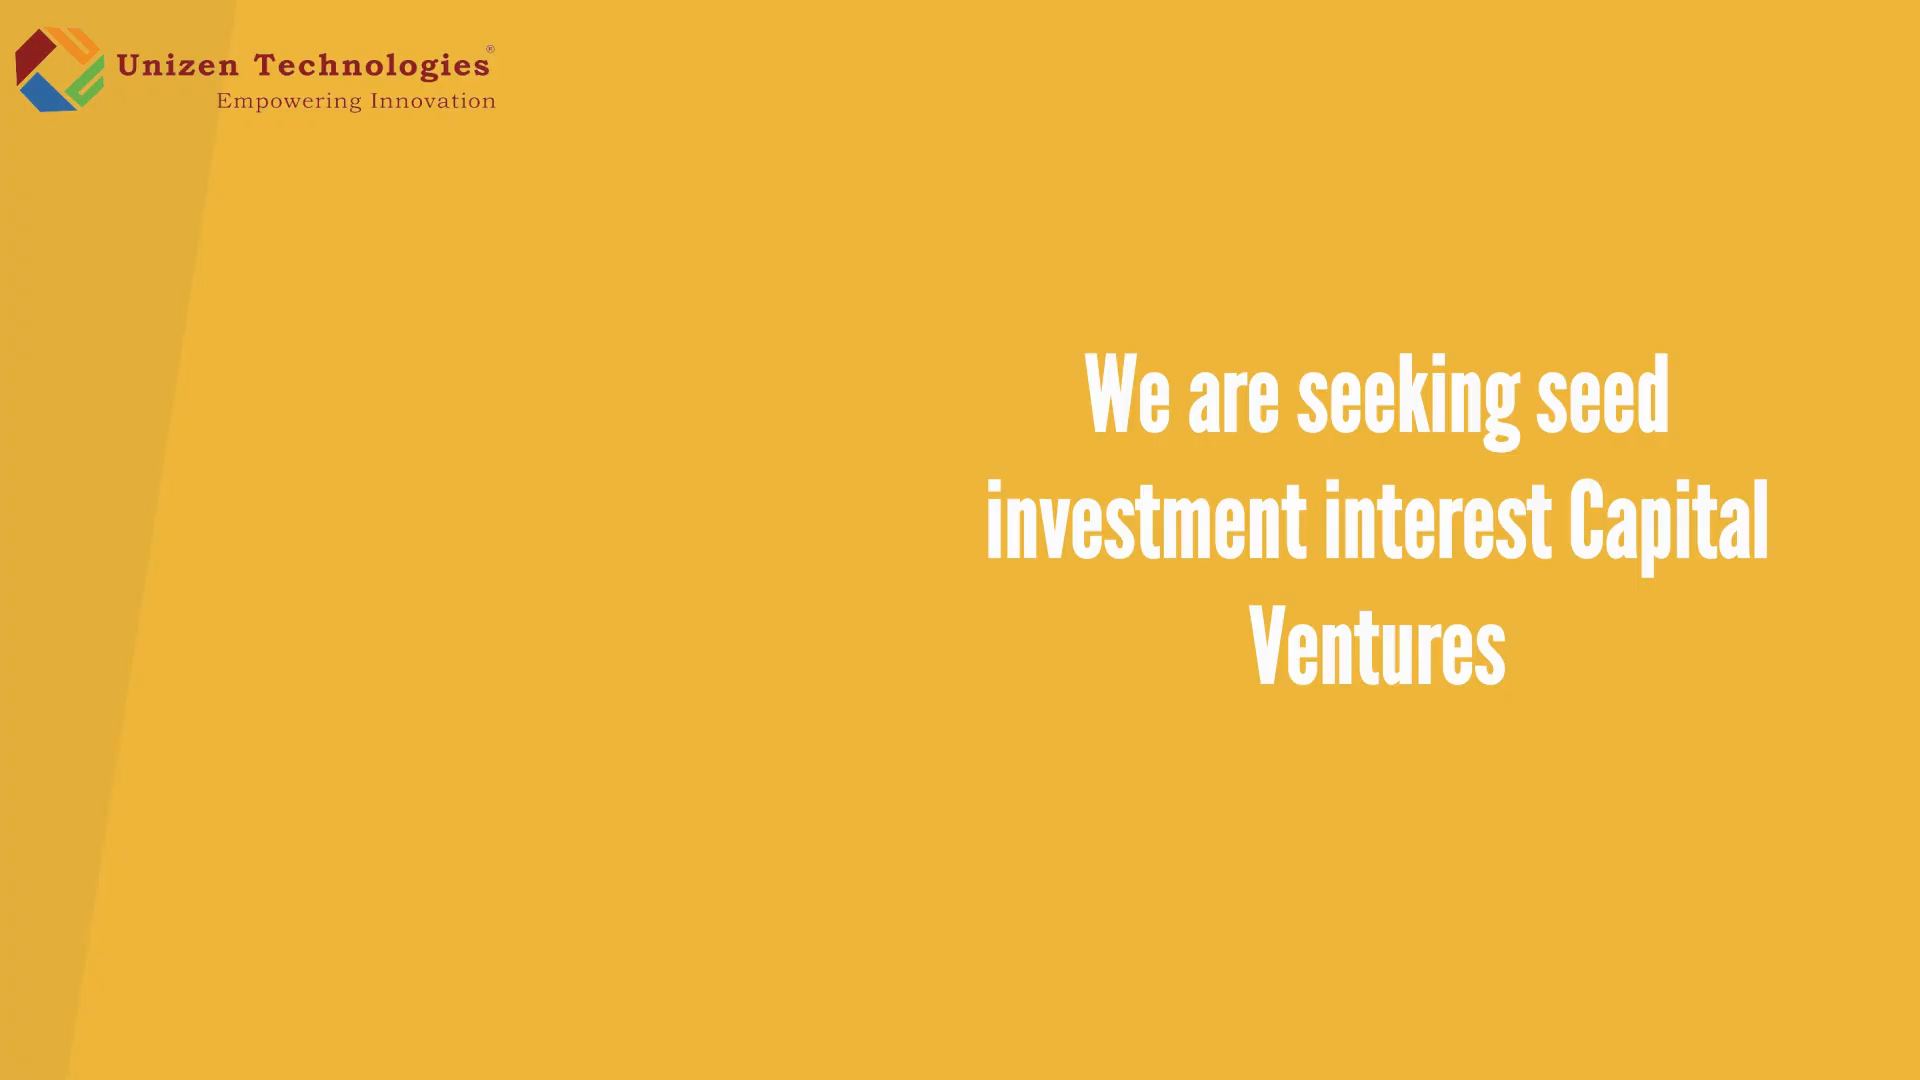 Unizen Technologies®
Empowering Innovation
We are seeking seed
investment interest Capital
Ventures